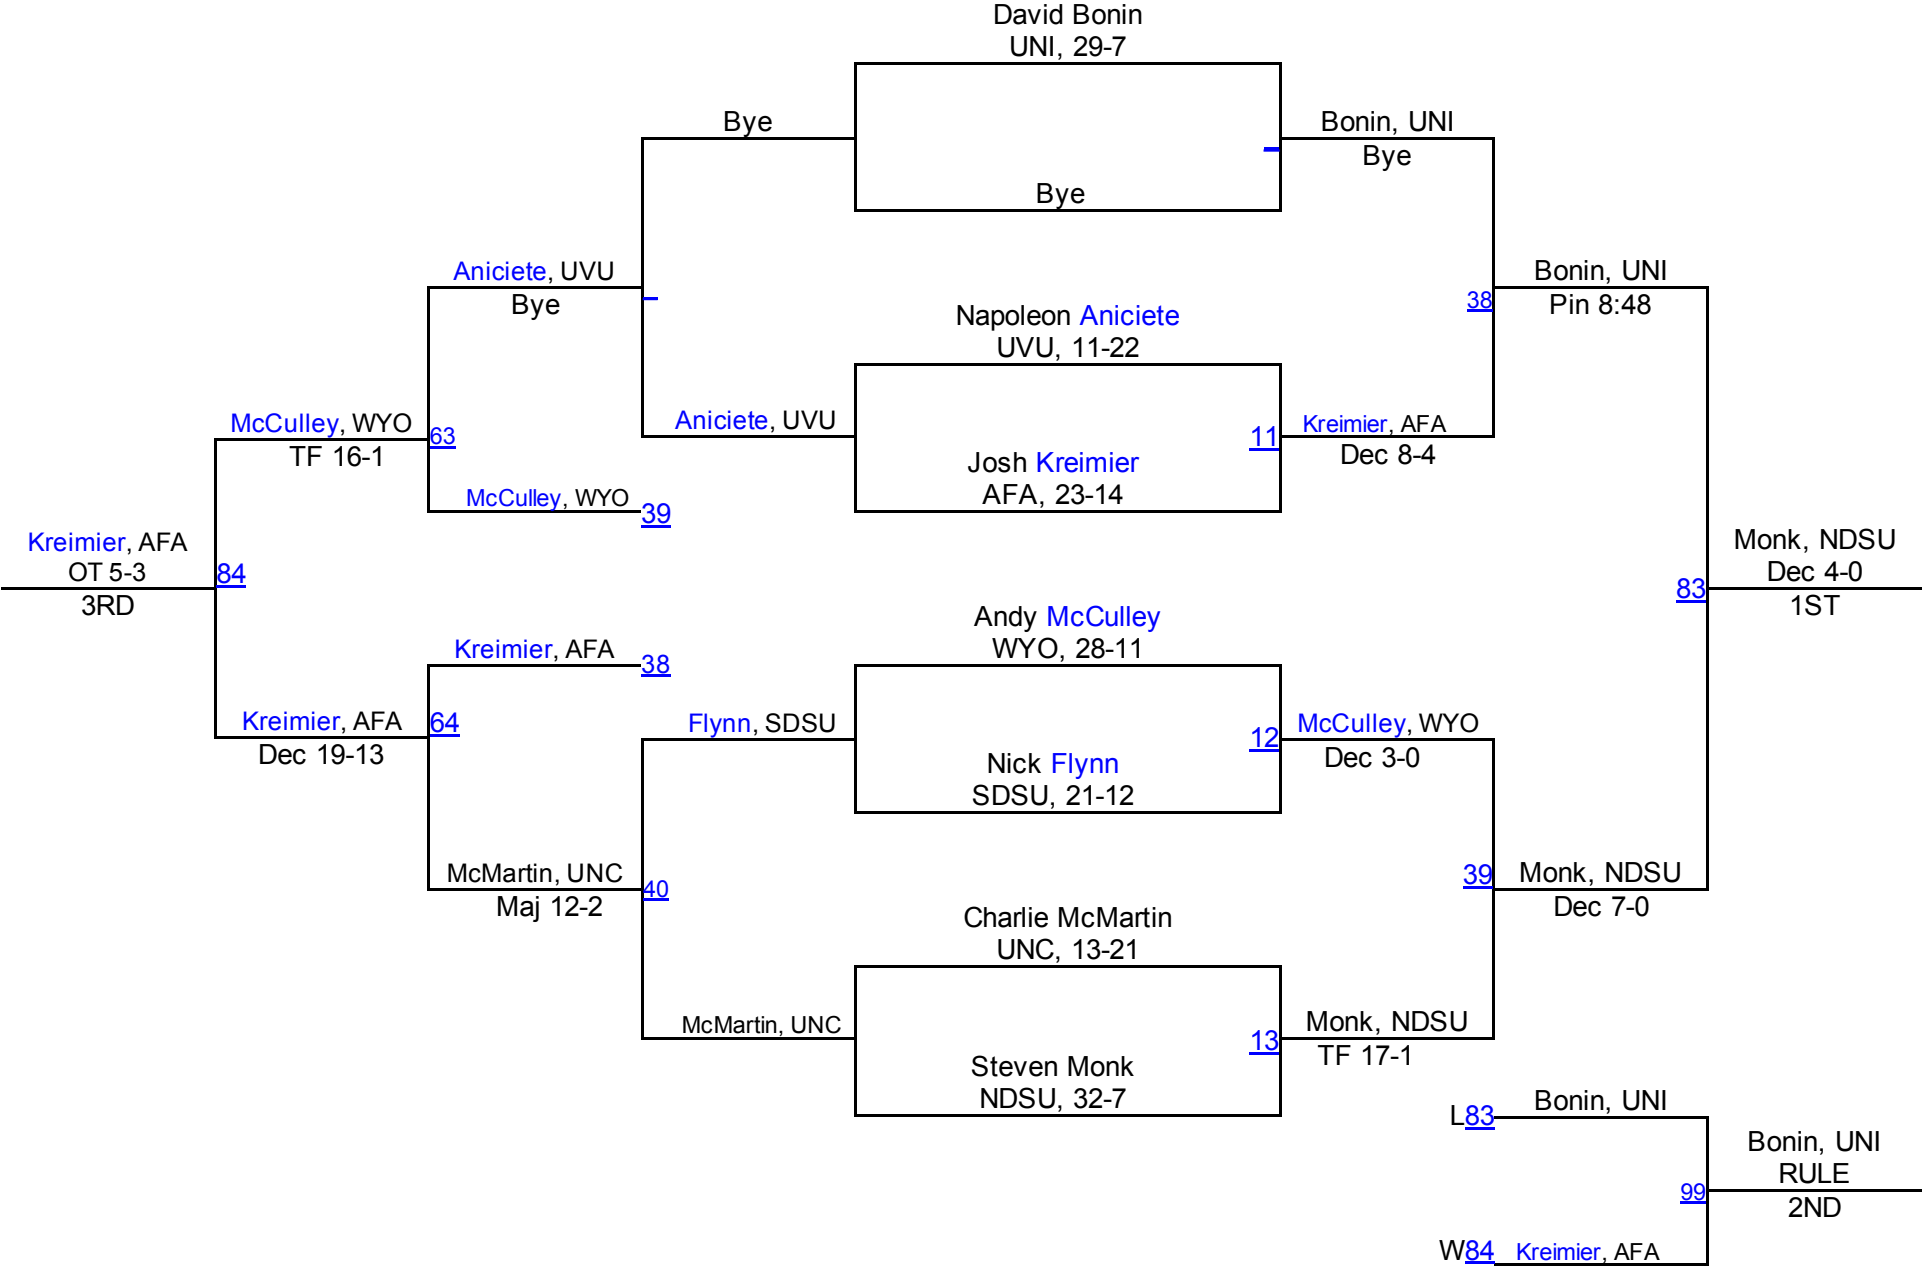 David Bonin
UNI, 29-7
Bye
Bonin, UNI
Bye
Bye
Aniciete, UVU
Bye
Bonin, UNI
Pin 8:48
38
Napoleon Aniciete
UVU, 11-22
McCulley, WYO
TF 16-1
63
Aniciete, UVU
11
Kreimier, AFA
Dec 8-4
Josh Kreimier
AFA, 23-14
McCulley, WYO
39
Kreimier, AFA
OT 5-3
3RD
84
Monk, NDSU
Dec 4-0
1ST
83
Andy McCulley
WYO, 28-11
Kreimier, AFA
38
Kreimier, AFA
Dec 19-13
64
Flynn, SDSU
12
McCulley, WYO
Dec 3-0
Nick Flynn
SDSU, 21-12
McMartin, UNC
Maj 12-2
40
39
Monk, NDSU
Dec 7-0
Charlie McMartin
UNC, 13-21
McMartin, UNC
13
Monk, NDSU
TF 17-1
Steven Monk
NDSU, 32-7
L83
Bonin, UNI
Bonin, UNI
RULE
2ND
99
W84
Kreimier, AFA